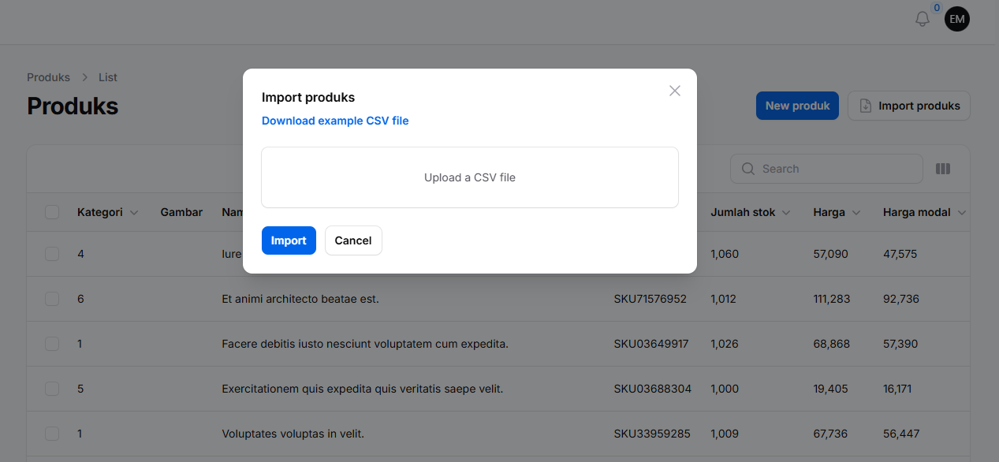 0
EM
Produks > List
Produks
New produk
Import produks
Import produks
Download example CSV file
Upload a CSV file
Import
Cancel
Search
Kategori Gambar Nam Jumlah stok Harga Harga modal
4 Iure 1,060 57,090 47,575
6 Et animi architecto beatae est. SKU71576952 1,012 111,283 92,736
1 Facere debitis iusto nesciunt voluptatem cum expedita. SKU03649917 1,026 68,868 57,390
5 Exercitationem quis expedita quis veritatis saepe velit. SKU03688304 1,000 19,405 16,171
1 Voluptates voluptas in velit. SKU33959285 1,009 67,736 56,447